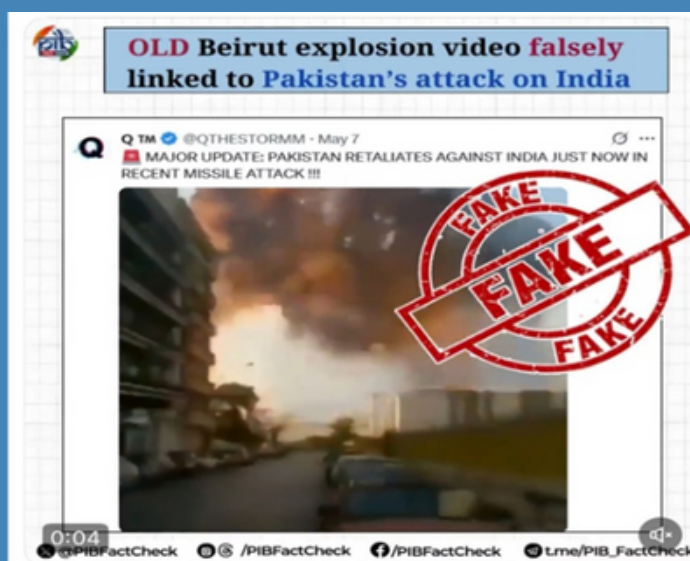 pib
OLD Beirut explosion video falsely
linked to Pakistan's attack on India
Q
Q TM @QTHESTORMM · May 7
MAJOR UPDATE: PAKISTAN RETALIATES AGAINST INDIA JUST NOW IN
RECENT MISSILE ATTACK !!!
FAKE
FAKE
FAKE
0:04
@PIBFactCheck /PIBFactCheck /PIBFactCheck t.me/PIB_FactCheck